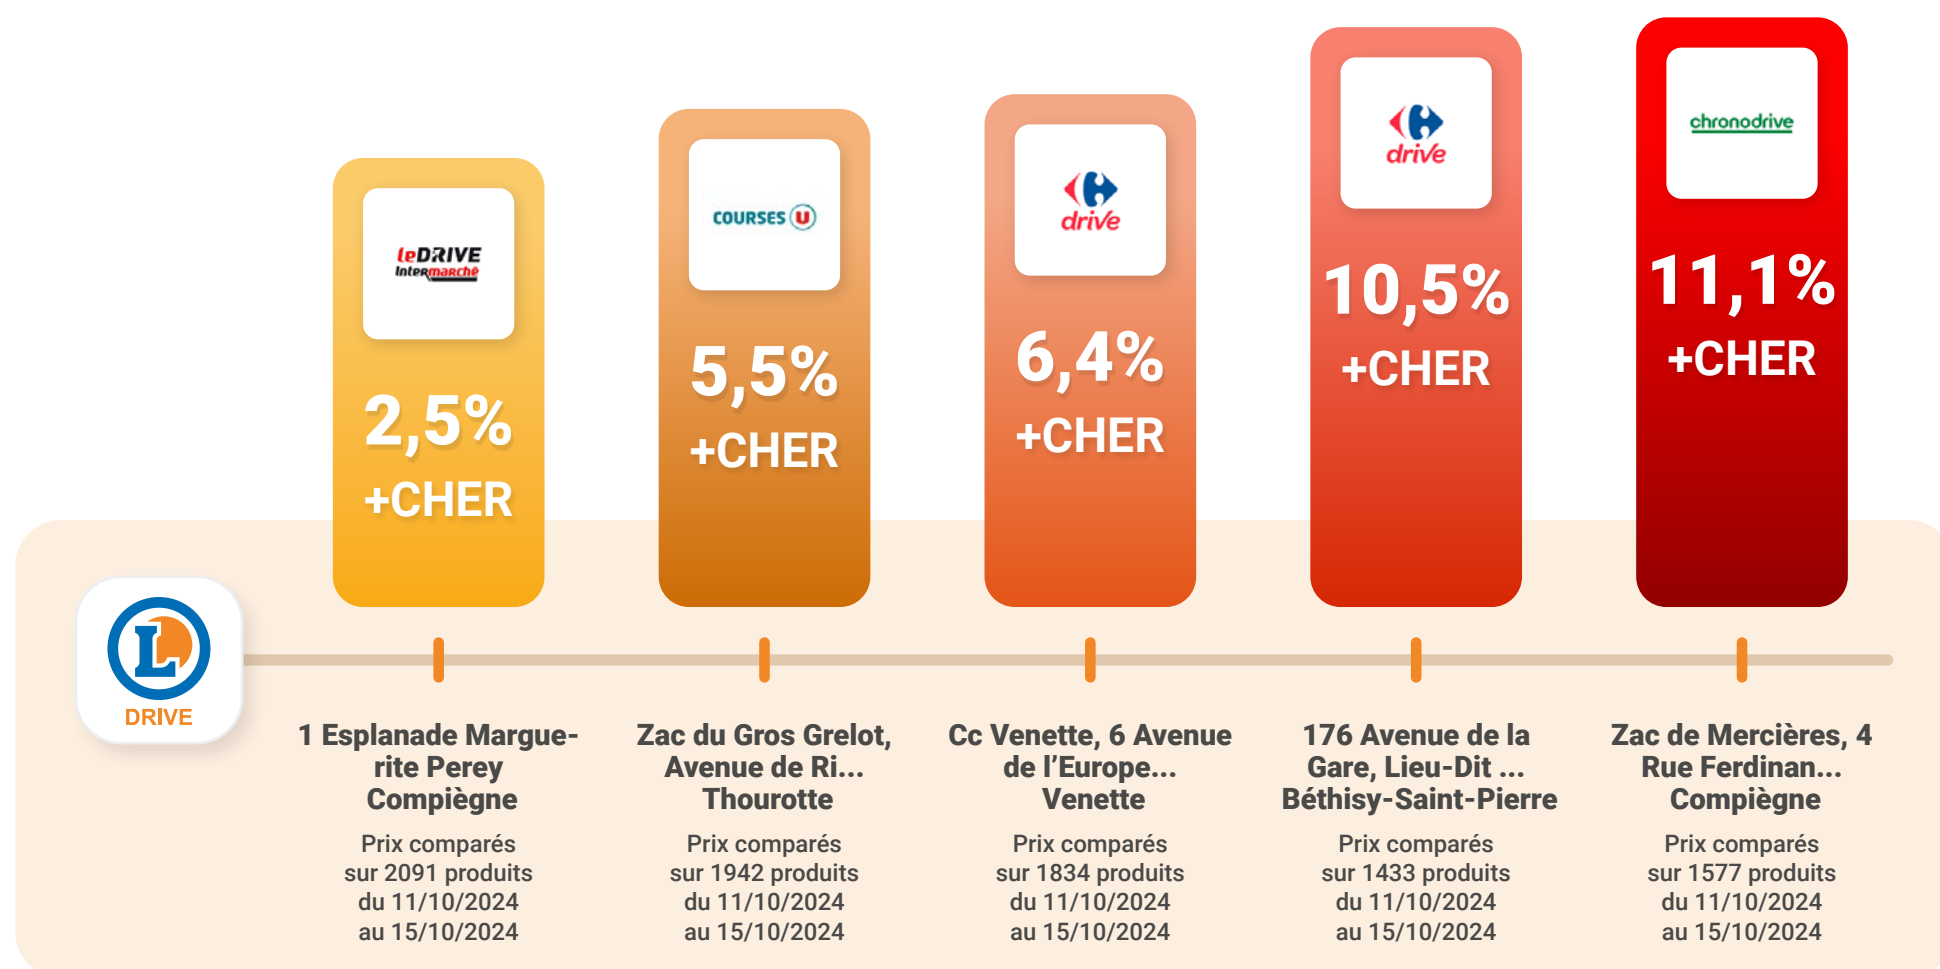 leDRIVE
Intermarché
2,5%
+CHER
COURSES U
5,5%
+CHER
drive
6,4%
+CHER
drive
10,5%
+CHER
chronodrive
11,1%
+CHER
L
DRIVE
1 Esplanade Margue-
rite Perey
Compiègne
Prix comparés
sur 2091 produits
du 11/10/2024
au 15/10/2024
Zac du Gros Grelot,
Avenue de Ri...
Thourotte
Prix comparés
sur 1942 produits
du 11/10/2024
au 15/10/2024
Cc Venette, 6 Avenue
de l'Europe...
Venette
Prix comparés
sur 1834 produits
du 11/10/2024
au 15/10/2024
176 Avenue de la
Gare, Lieu-Dit ...
Béthisy-Saint-Pierre
Prix comparés
sur 1433 produits
du 11/10/2024
au 15/10/2024
Zac de Mercières, 4
Rue Ferdinan...
Compiègne
Prix comparés
sur 1577 produits
du 11/10/2024
au 15/10/2024